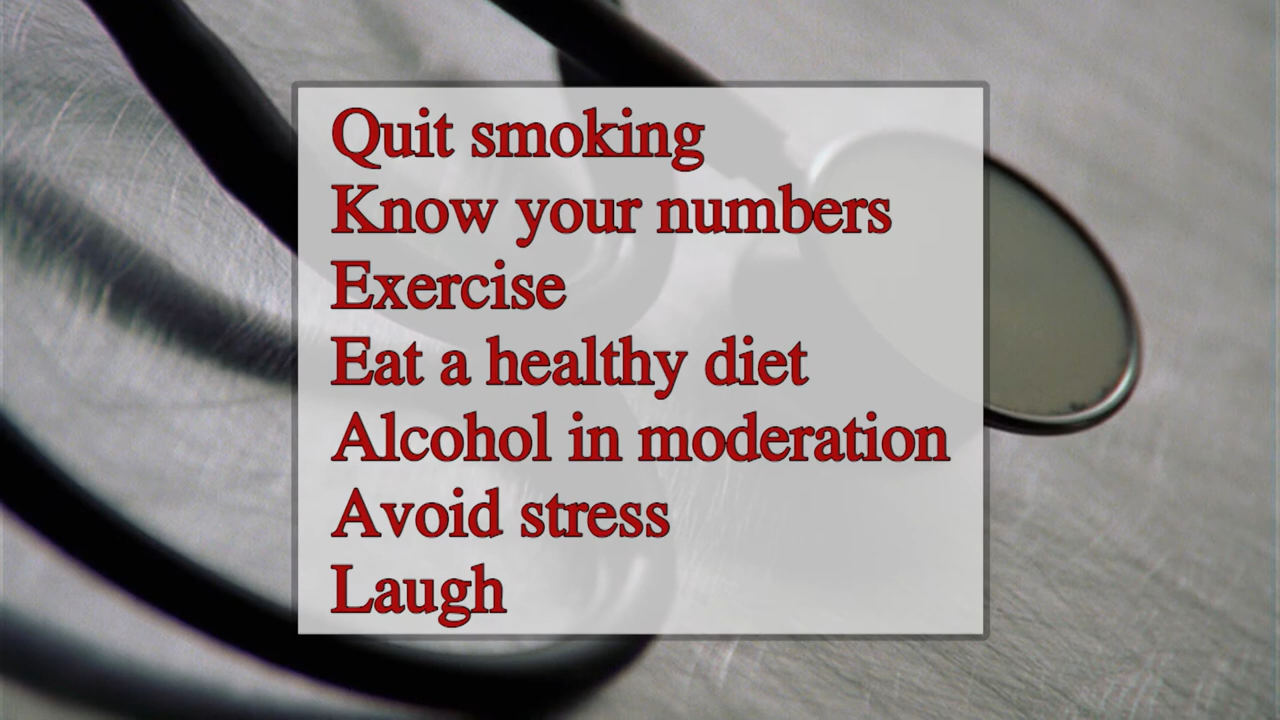 Quit smoking
Know your numbers
Exercise
Eat a healthy diet
Alcohol in moderation
Avoid stress
Laugh